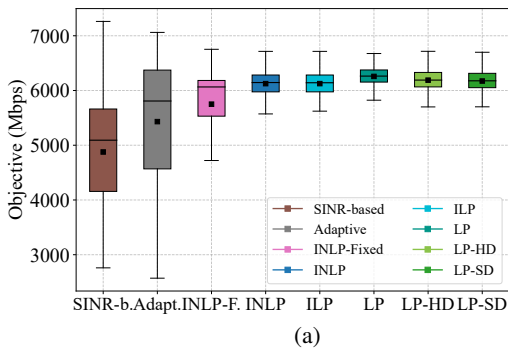 Objective (Mbps)
7000
6000
5000
4000
3000
SINR-based
Adaptive
INLP-Fixed
INLP
ILP
LP
LP-HD
LP-SD
SINR-b. Adapt. INLP-F. INLP ILP LP LP-HD LP-SD
(a)